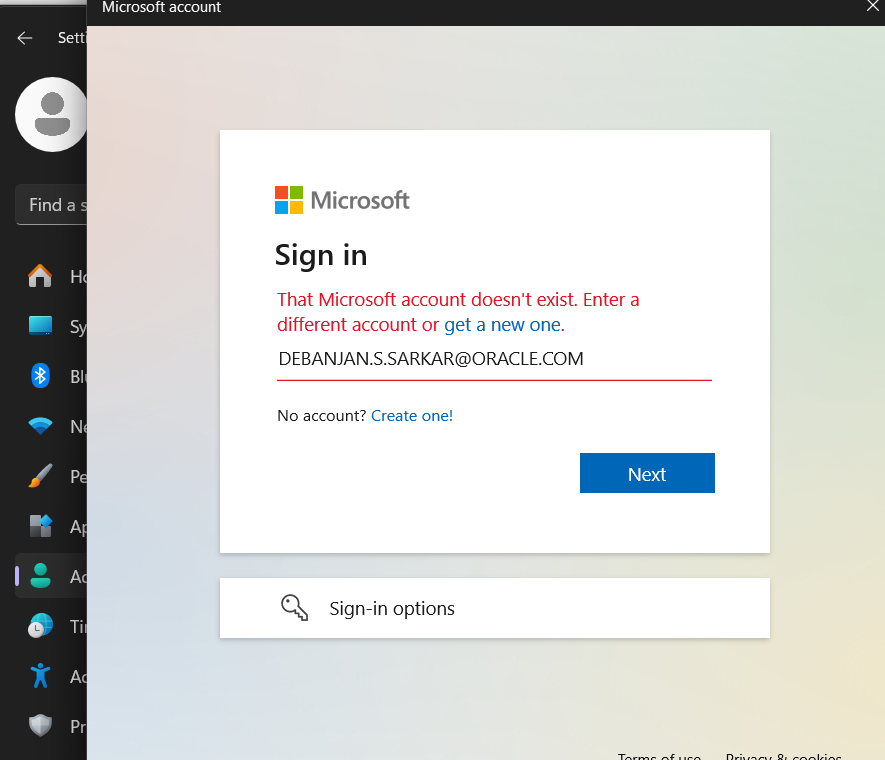 Microsoft account
Setti
Find a s
Microsoft
Sign in
That Microsoft account doesn't exist. Enter a
different account or get a new one.
DEBANJAN.S.SARKAR@ORACLE.COM
No account? Create one!
Next
Sign-in options
Ho
Sy
Blu
Ne
Pe
Ap
Ac
Tir
Ac
Pr
Terms of use Privacy & cookies